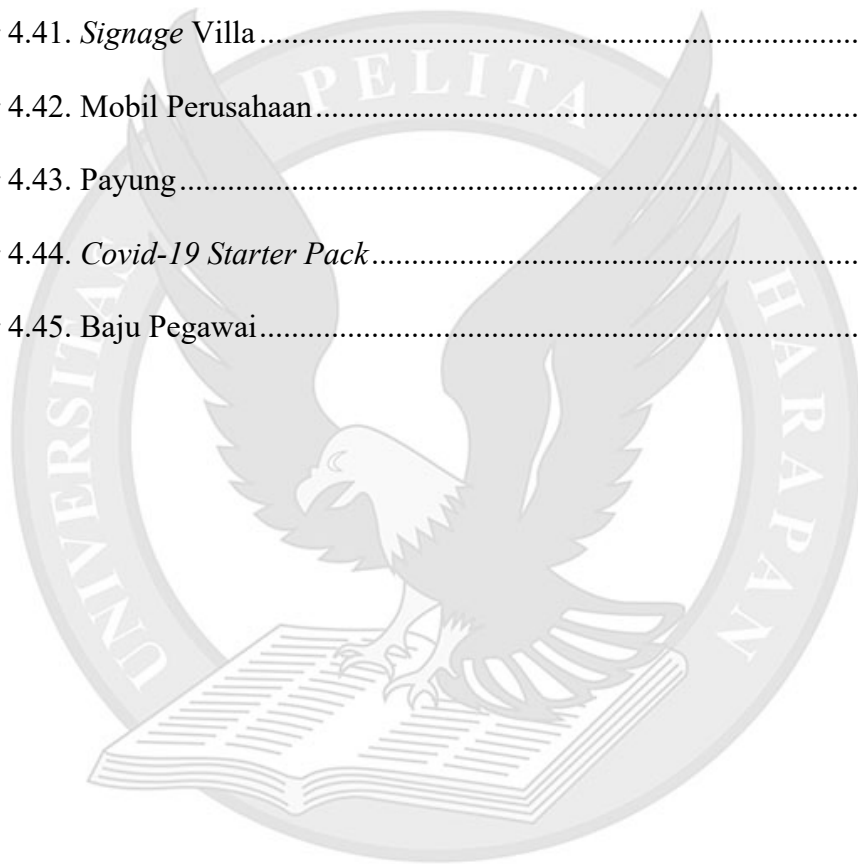 4.41. Signage Villa
4.42. Mobil Perusahaan
4.43. Payung
4.44. Covid-19 Starter Pack
4.45. Baju Pegawai
UNIVERSITAS PELITA HARAPAN